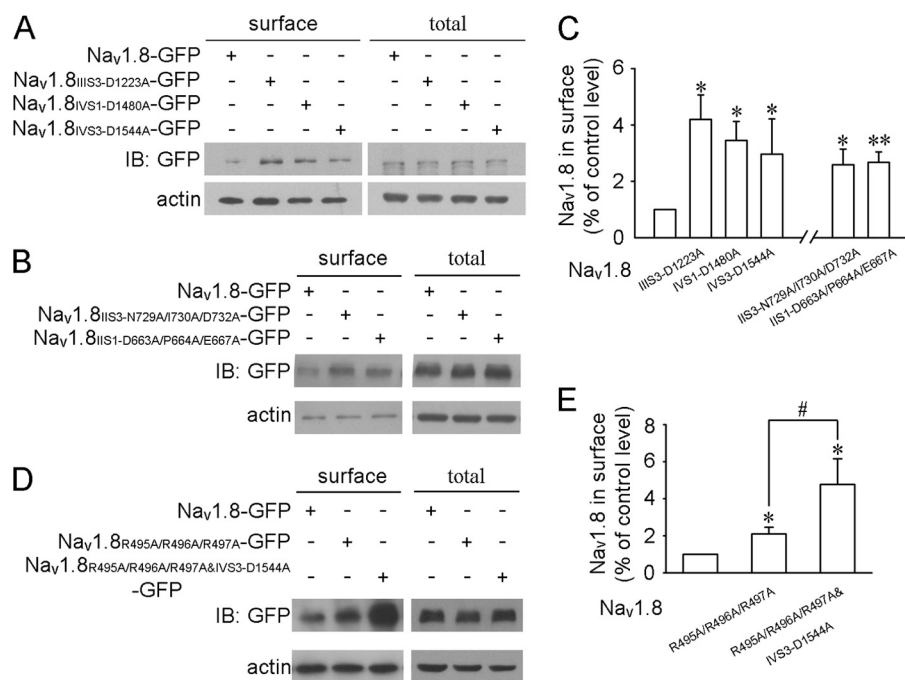 A
surface total
Nav1.8-GFP + - - - + - - -
Nav1.8IIIS3-D1223A-GFP - + - - - + - -
Nav1.8IVS1-D1480A-GFP - - + - - - + -
Nav1.8IVS3-D1544A-GFP - - - + - - - +
IB: GFP
actin
B
surface total
Nav1.8-GFP + - - + - -
Nav1.8IIS3-N729A/I730A/D732A-GFP - + - - + -
Nav1.8IIS1-D663A/P664A/E667A-GFP - - + - - +
IB: GFP
actin
C
Nav1.8 in surface
(% of control level)
8
6
4
2
0
* * * * **
Nav1.8
IIIS3-D1223A
IVS1-D1480A
IVS3-D1544A
IIS3-N729A/I730A/D732A
IIS1-D663A/P664A/E667A
D
surface total
Nav1.8-GFP + - - + - -
Nav1.8R495A/R496A/R497A-GFP - + - - + -
Nav1.8R495A/R496A/R497A&IVS3-D1544A
-GFP - - + - - +
IB: GFP
actin
E
Nav1.8 in surface
(% of control level)
8
6
4
2
0
#
* *
Nav1.8
R495A/R496A/R497A
R495A/R496A/R497A&
IVS3-D1544A